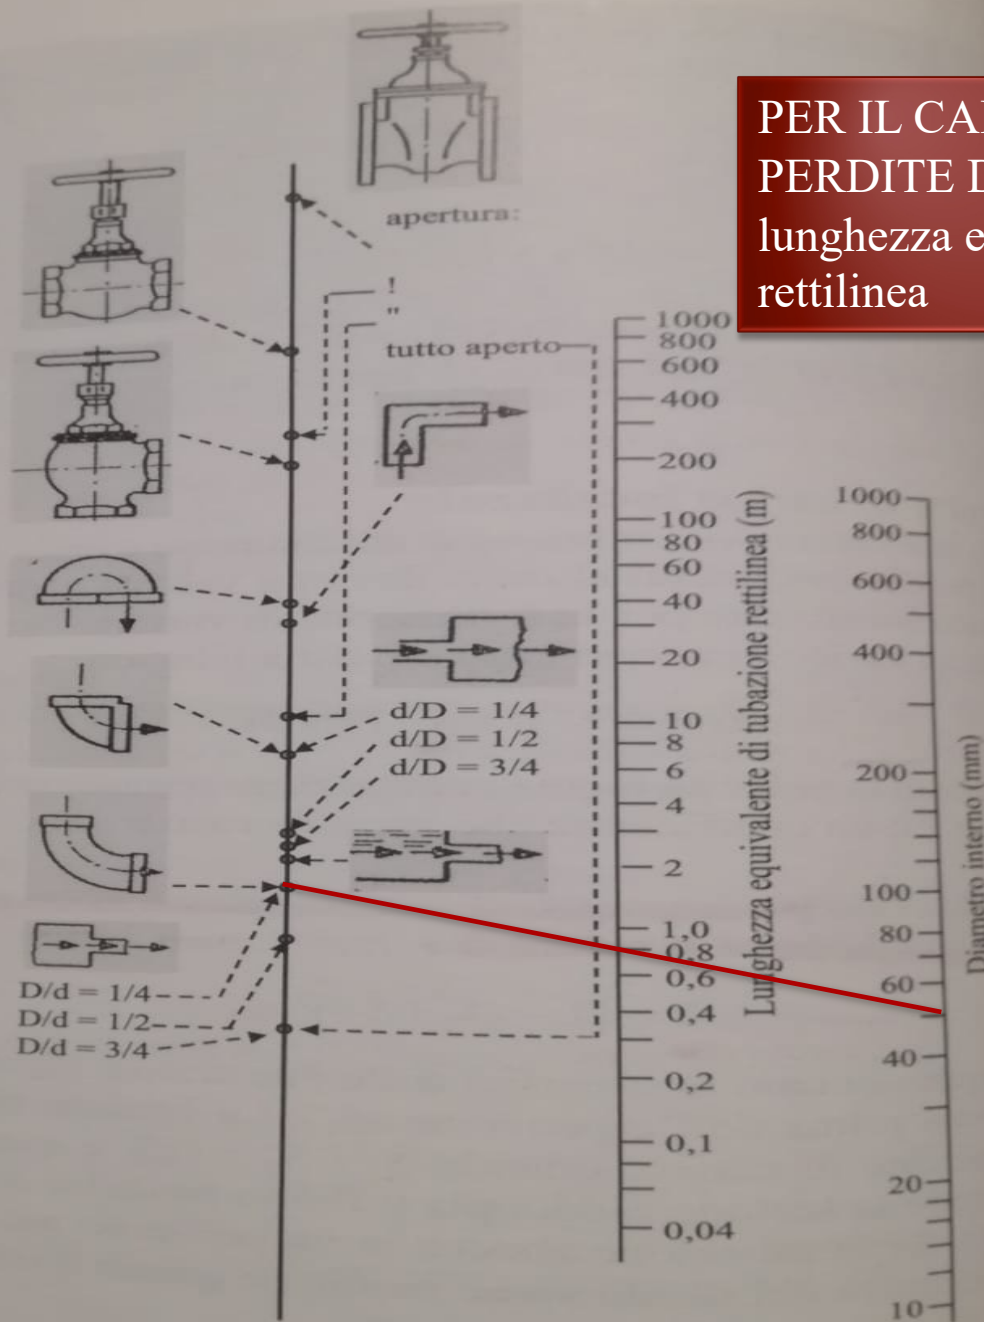 PER IL CA
PERDITE D
lunghezza e
rettilinea
apertura:
!
"
tutto aperto
d/D = 1/4
d/D = 1/2
d/D = 3/4
D/d = 1/4
D/d = 1/2
D/d = 3/4
1000
800
600
400
200
100
80
60
40
20
10
8
6
4
2
1,0
0,8
0,6
0,4
0,2
0,1
0,04
Lunghezza equivalente di tubazione rettilinea (m)
1000
800
600
400
200
100
80
60
40
20
10
Diametro interno (mm)